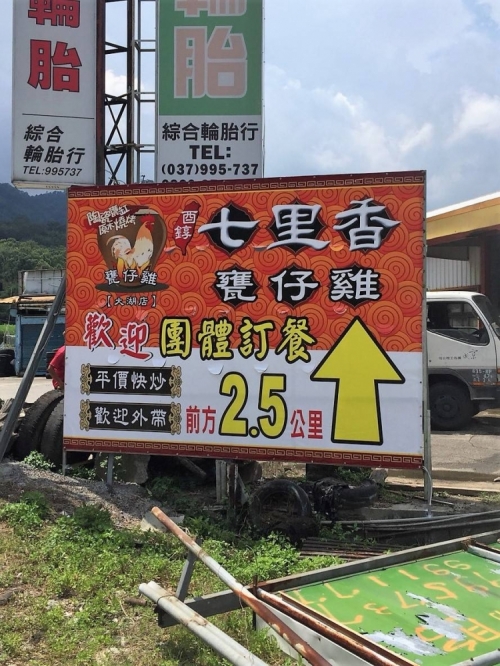 輪胎
綜合
輪胎行
TEL:995737
輪胎
綜合輪胎行
TEL:
(037)995-737
甕仔雞
【大湖店】
酉醇
七里香
甕仔雞
歡迎團體訂餐
平價快炒
歡迎外帶
前方2.5公里